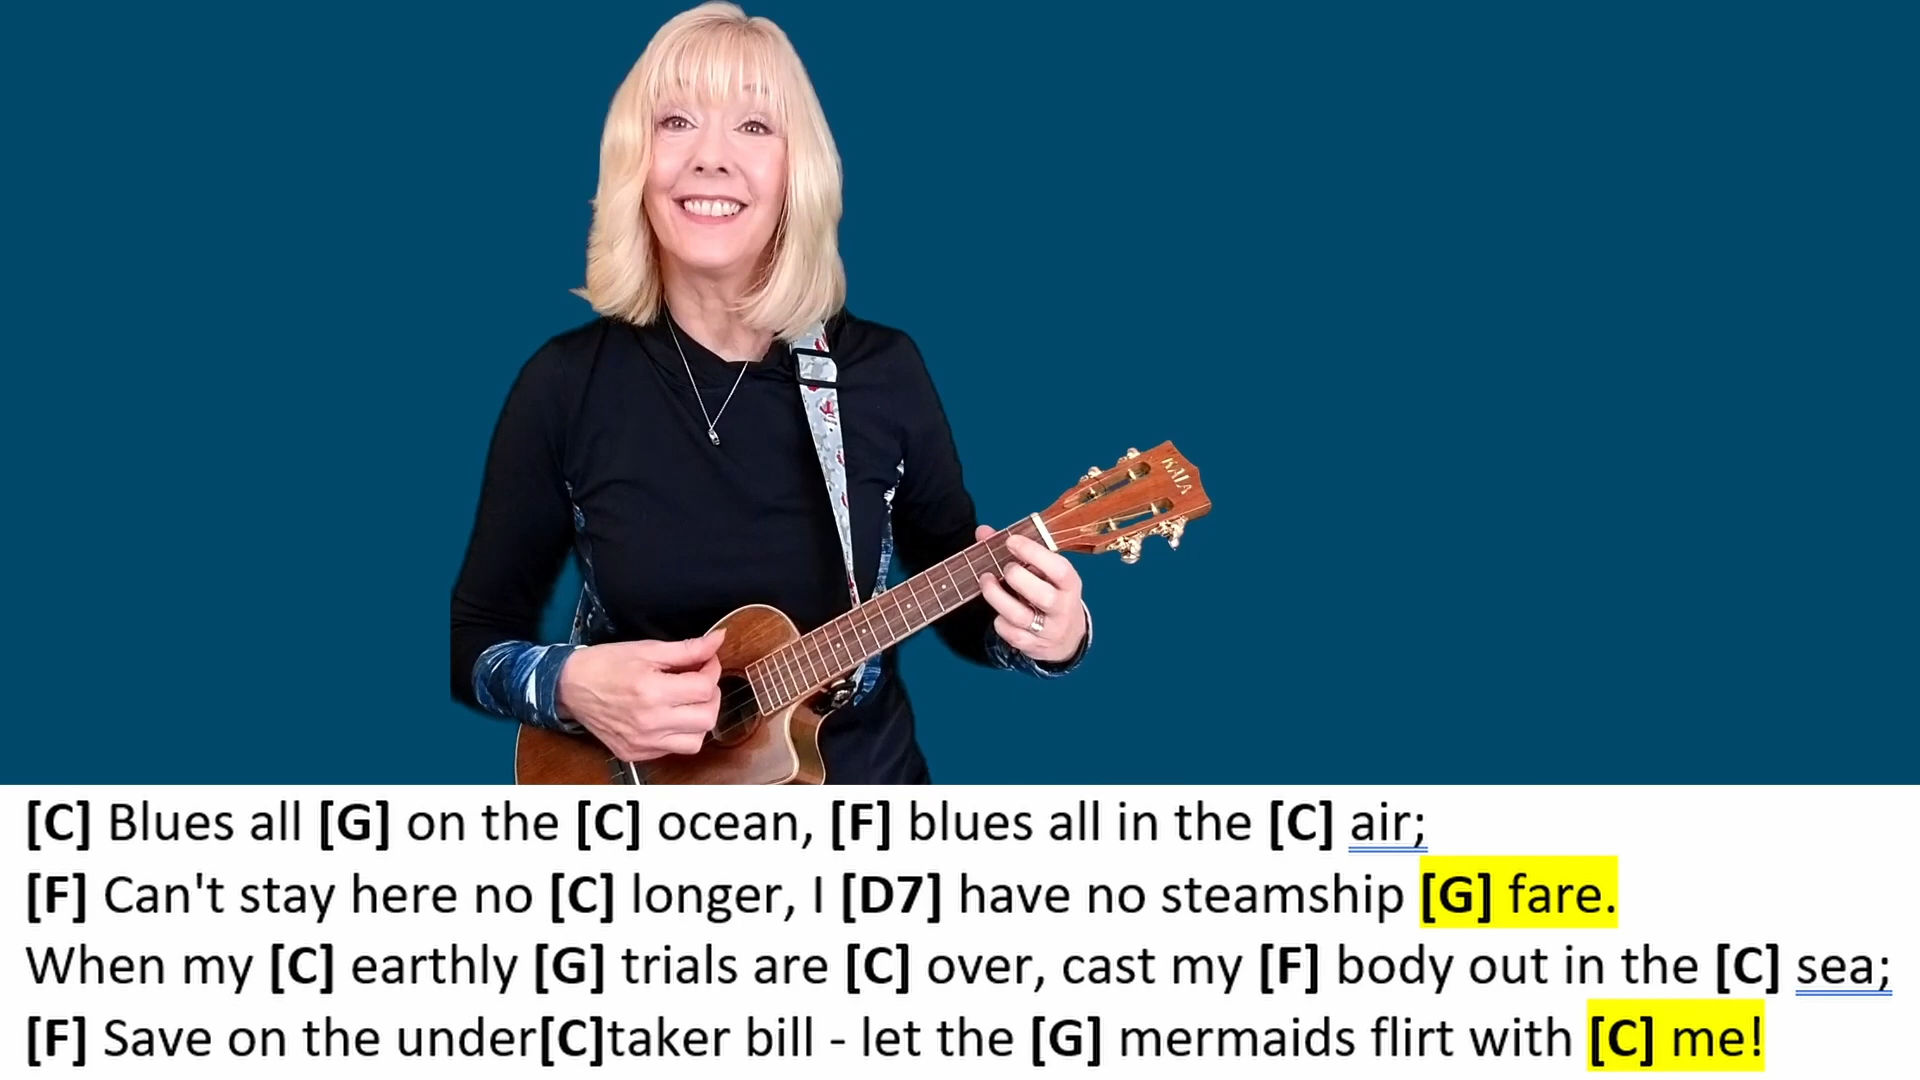 KAIA
[C] Blues all [G] on the [C] ocean, [F] blues all in the [C] air;
[F] Can't stay here no [C] longer, I [D7] have no steamship [G] fare.
When my [C] earthly [G] trials are [C] over, cast my [F] body out in the [C] sea;
[F] Save on the under[C]taker bill - let the [G] mermaids flirt with [C] me!